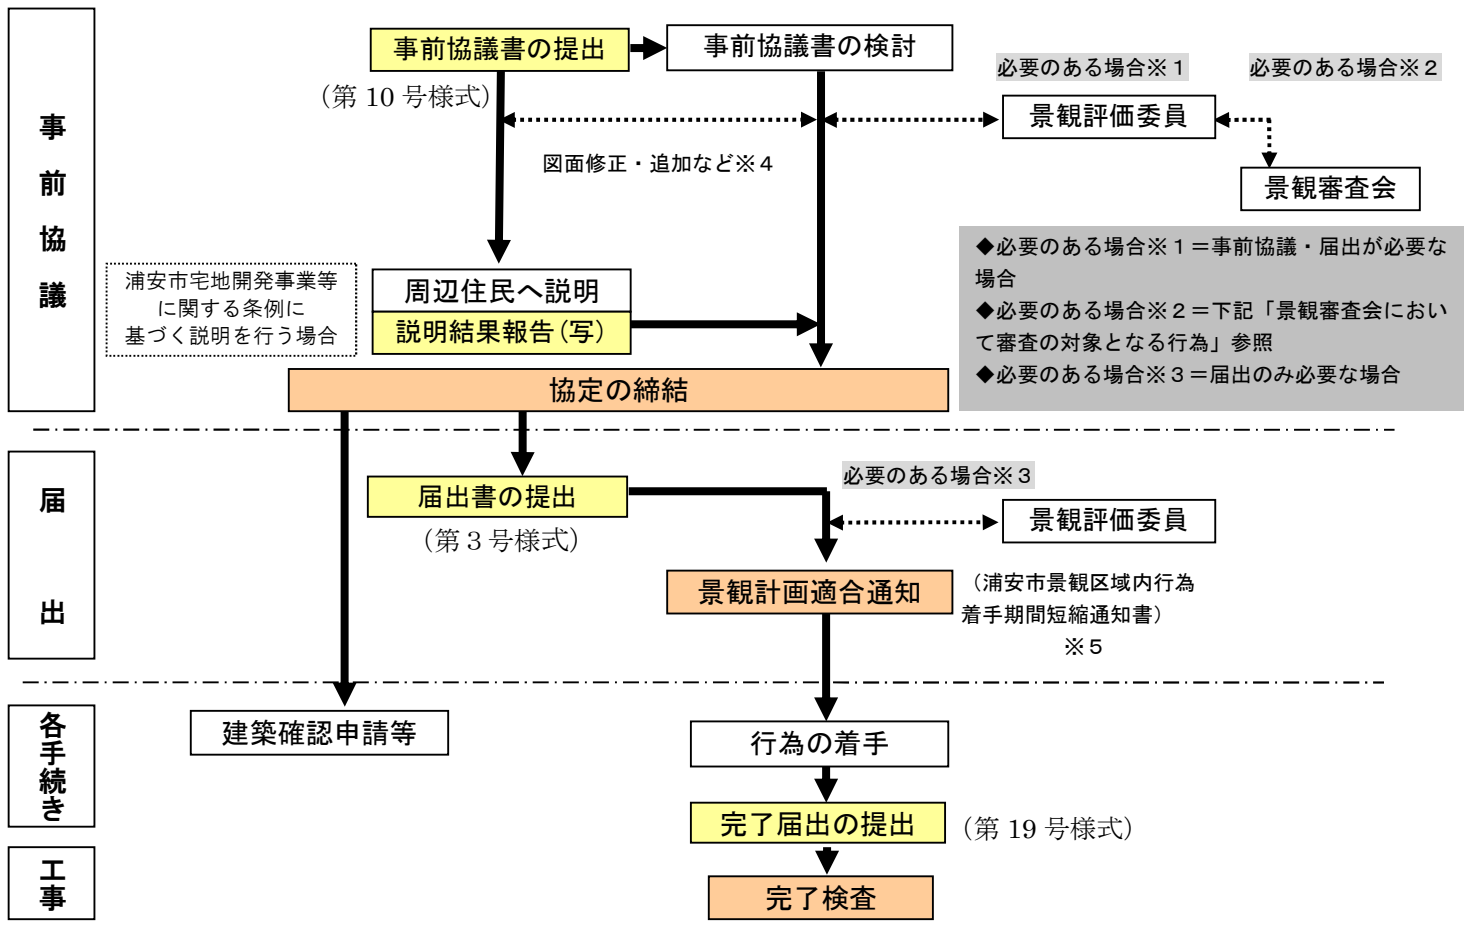 事前協議
事前協議書の提出
事前協議書の検討
(第 10 号様式)
必要のある場合※１
必要のある場合※２
景観評価委員
図面修正・追加など※４
景観審査会
◆必要のある場合※１＝事前協議・届出が必要な
場合
◆必要のある場合※２＝下記「景観審査会におい
て審査の対象となる行為」参照
◆必要のある場合※３＝届出のみ必要な場合
浦安市宅地開発事業等
に関する条例に
基づく説明を行う場合
周辺住民へ説明
説明結果報告(写)
協定の締結
届出
届出書の提出
(第３号様式)
必要のある場合※３
景観評価委員
景観計画適合通知
（浦安市景観区域内行為
着手期間短縮通知書）
※５
各手続き
建築確認申請等
行為の着手
完了届出の提出
(第 19 号様式)
工事
完了検査